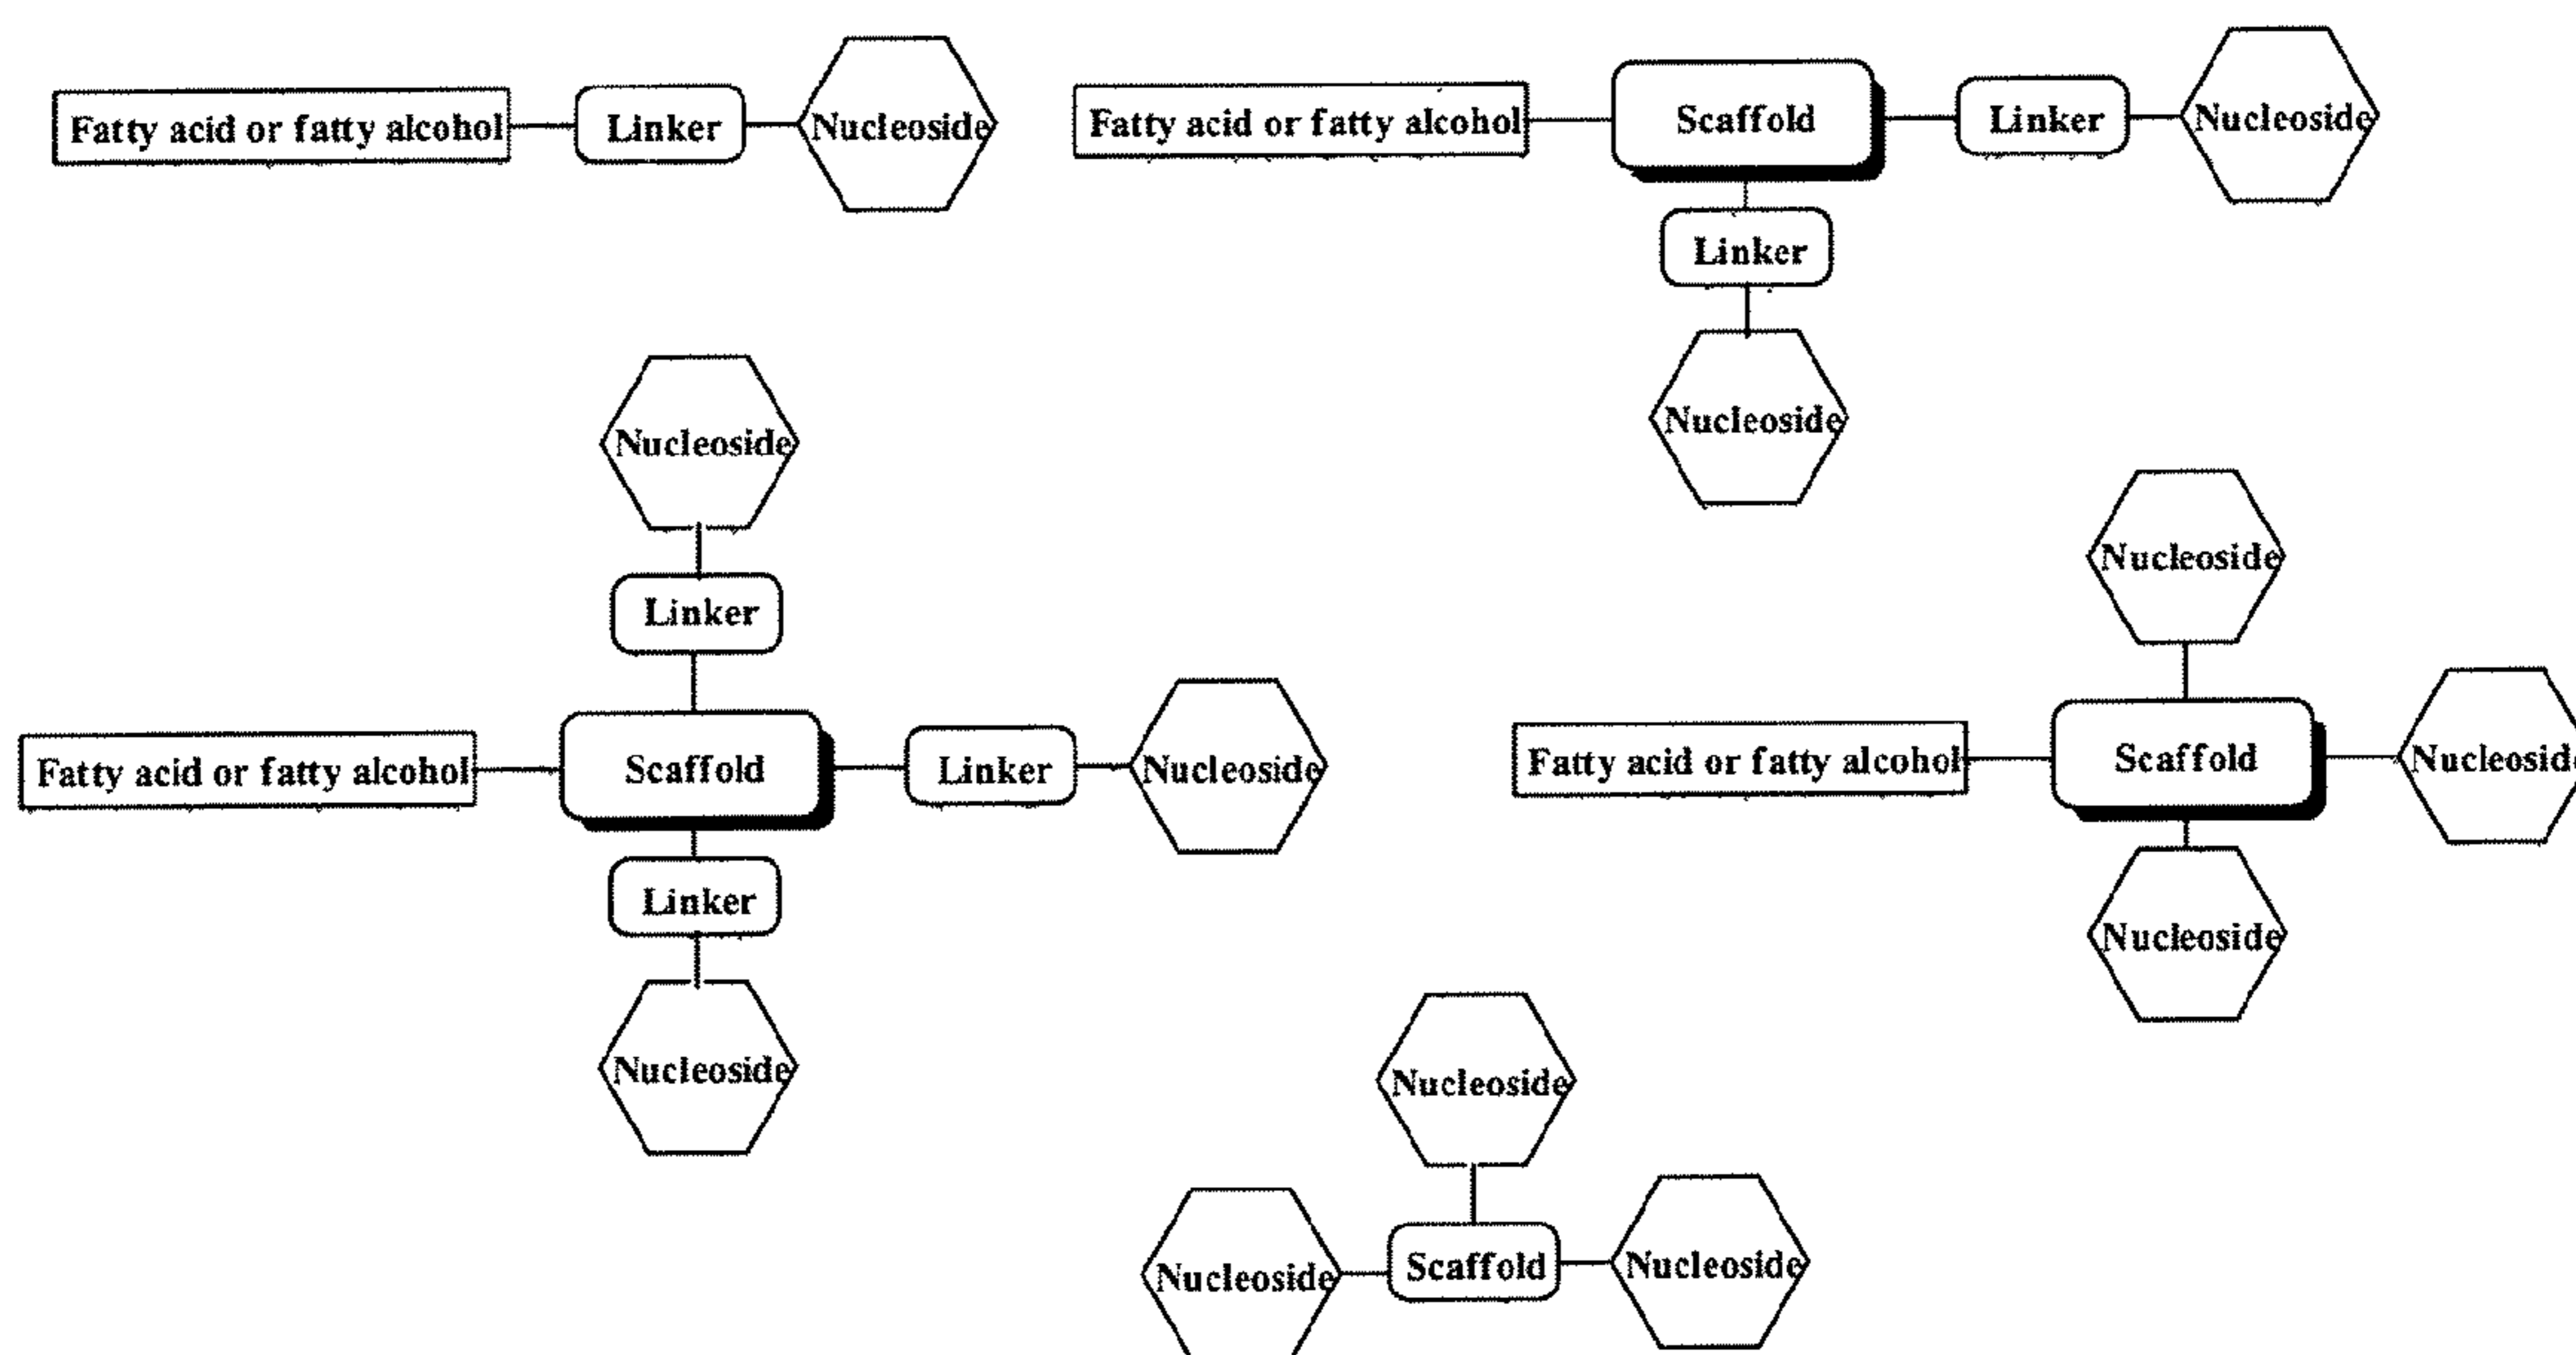 Fatty acid or fatty alcohol Linker Nucleoside
Fatty acid or fatty alcohol Scaffold Linker Nucleoside
Linker
Nucleoside
Nucleoside
Linker
Fatty acid or fatty alcohol Scaffold Linker Nucleoside
Linker
Nucleoside
Nucleoside
Fatty acid or fatty alcohol Scaffold Nucleoside
Nucleoside
Nucleoside
Nucleoside Scaffold Nucleoside